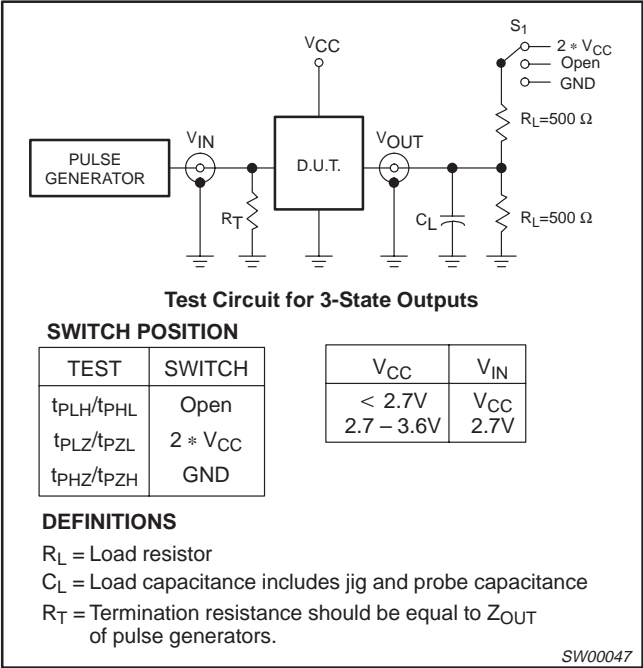 S1
VCC
2 * VCC
Open
GND
RL=500 Ω
VIN
VOUT
PULSE
GENERATOR
D.U.T.
RT
CL
RL=500 Ω
Test Circuit for 3-State Outputs
SWITCH POSITION
TEST SWITCH
tPLH/tPHL Open
tPLZ/tPZL 2 * VCC
tPHZ/tPZH GND
VCC VIN
< 2.7V VCC
2.7 – 3.6V 2.7V
DEFINITIONS
RL = Load resistor
CL = Load capacitance includes jig and probe capacitance
RT = Termination resistance should be equal to ZOUT
of pulse generators.
SW00047